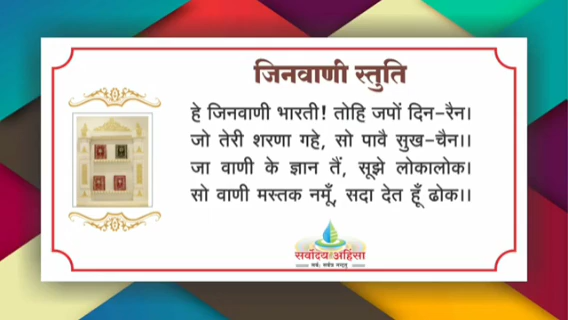 जिनवाणी स्तुति
हे जिनवाणी भारती! तोहि जपों दिन-रैन।
जो तेरी शरणा गहे, सो पावै सुख-चैन।।
जा वाणी के ज्ञान तैं, सूझे लोकालोक।
सो वाणी मस्तक नमूँ, सदा देत हूँ ढोक।।
सर्वोदय अहिंसा